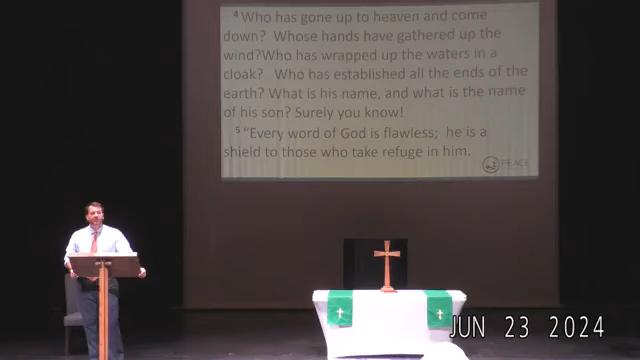 4 Who has gone up to heaven and come
down? Whose hands have gathered up the
wind?Who has wrapped up the waters in a
cloak? Who has established all the ends of the
earth? What is his name, and what is the name
of his son? Surely you know!
5 “Every word of God is flawless; he is a
shield to those who take refuge in him.
PEACE
JUN 23 2024